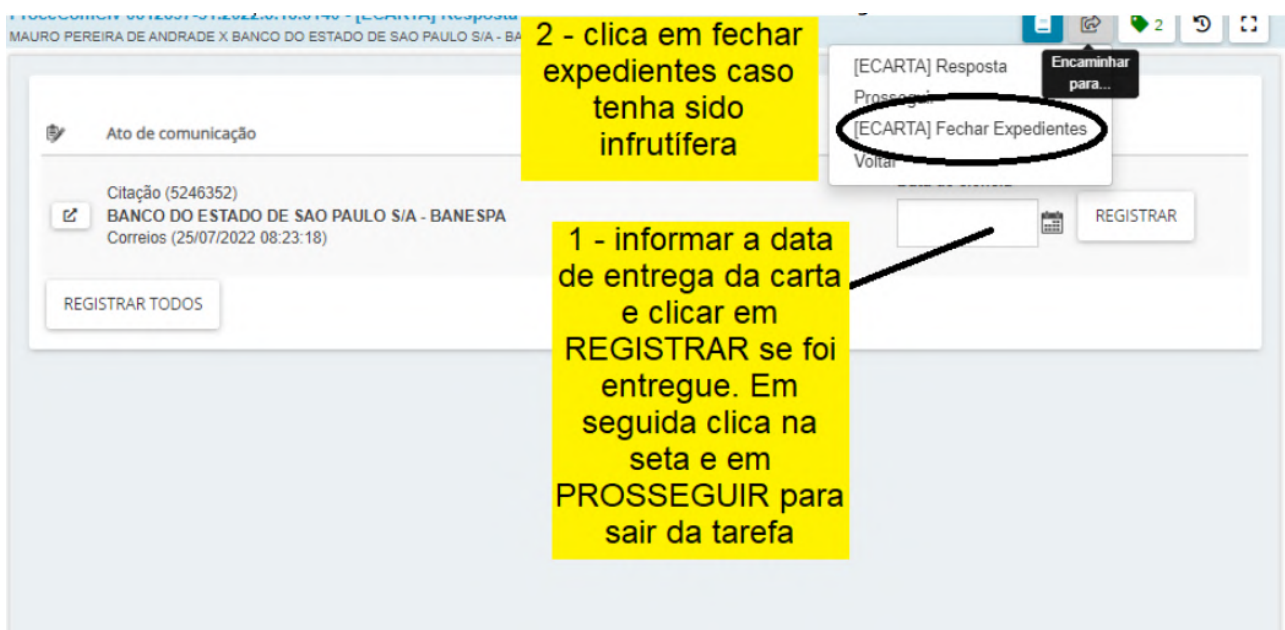 MAURO PEREIRA DE ANDRADE X BANCO DO ESTADO DE SAO PAULO S/A - BA
2 - clica em fechar
expedientes caso
tenha sido
infrutífera
2
Encaminhar
para...
[ECARTA] Resposta
Prosseguir
[ECARTA] Fechar Expedientes
Voltar
Ato de comunicação
Citação (5246352)
BANCO DO ESTADO DE SAO PAULO S/A - BANESPA
Correios (25/07/2022 08:23:18)
REGISTRAR
REGISTRAR TODOS
1 - informar a data
de entrega da carta
e clicar em
REGISTRAR se foi
entregue. Em
seguida clica na
seta e em
PROSSEGUIR para
sair da tarefa